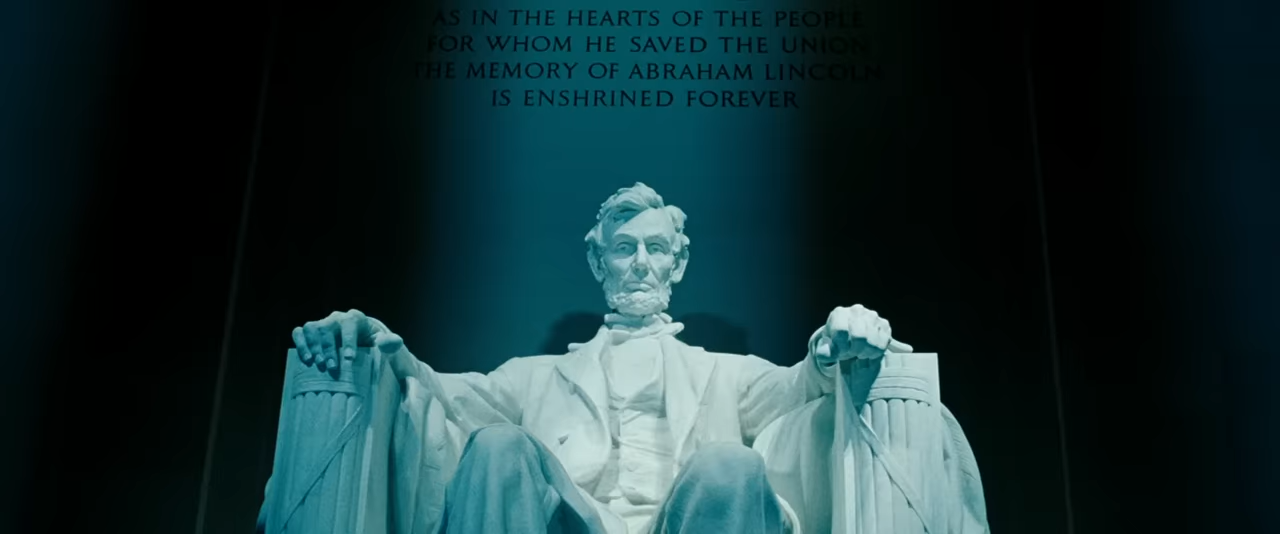 AS IN THE HEARTS OF THE PEOPLE
FOR WHOM HE SAVED THE UNION
THE MEMORY OF ABRAHAM LINCOLN
IS ENSHRINED FOREVER